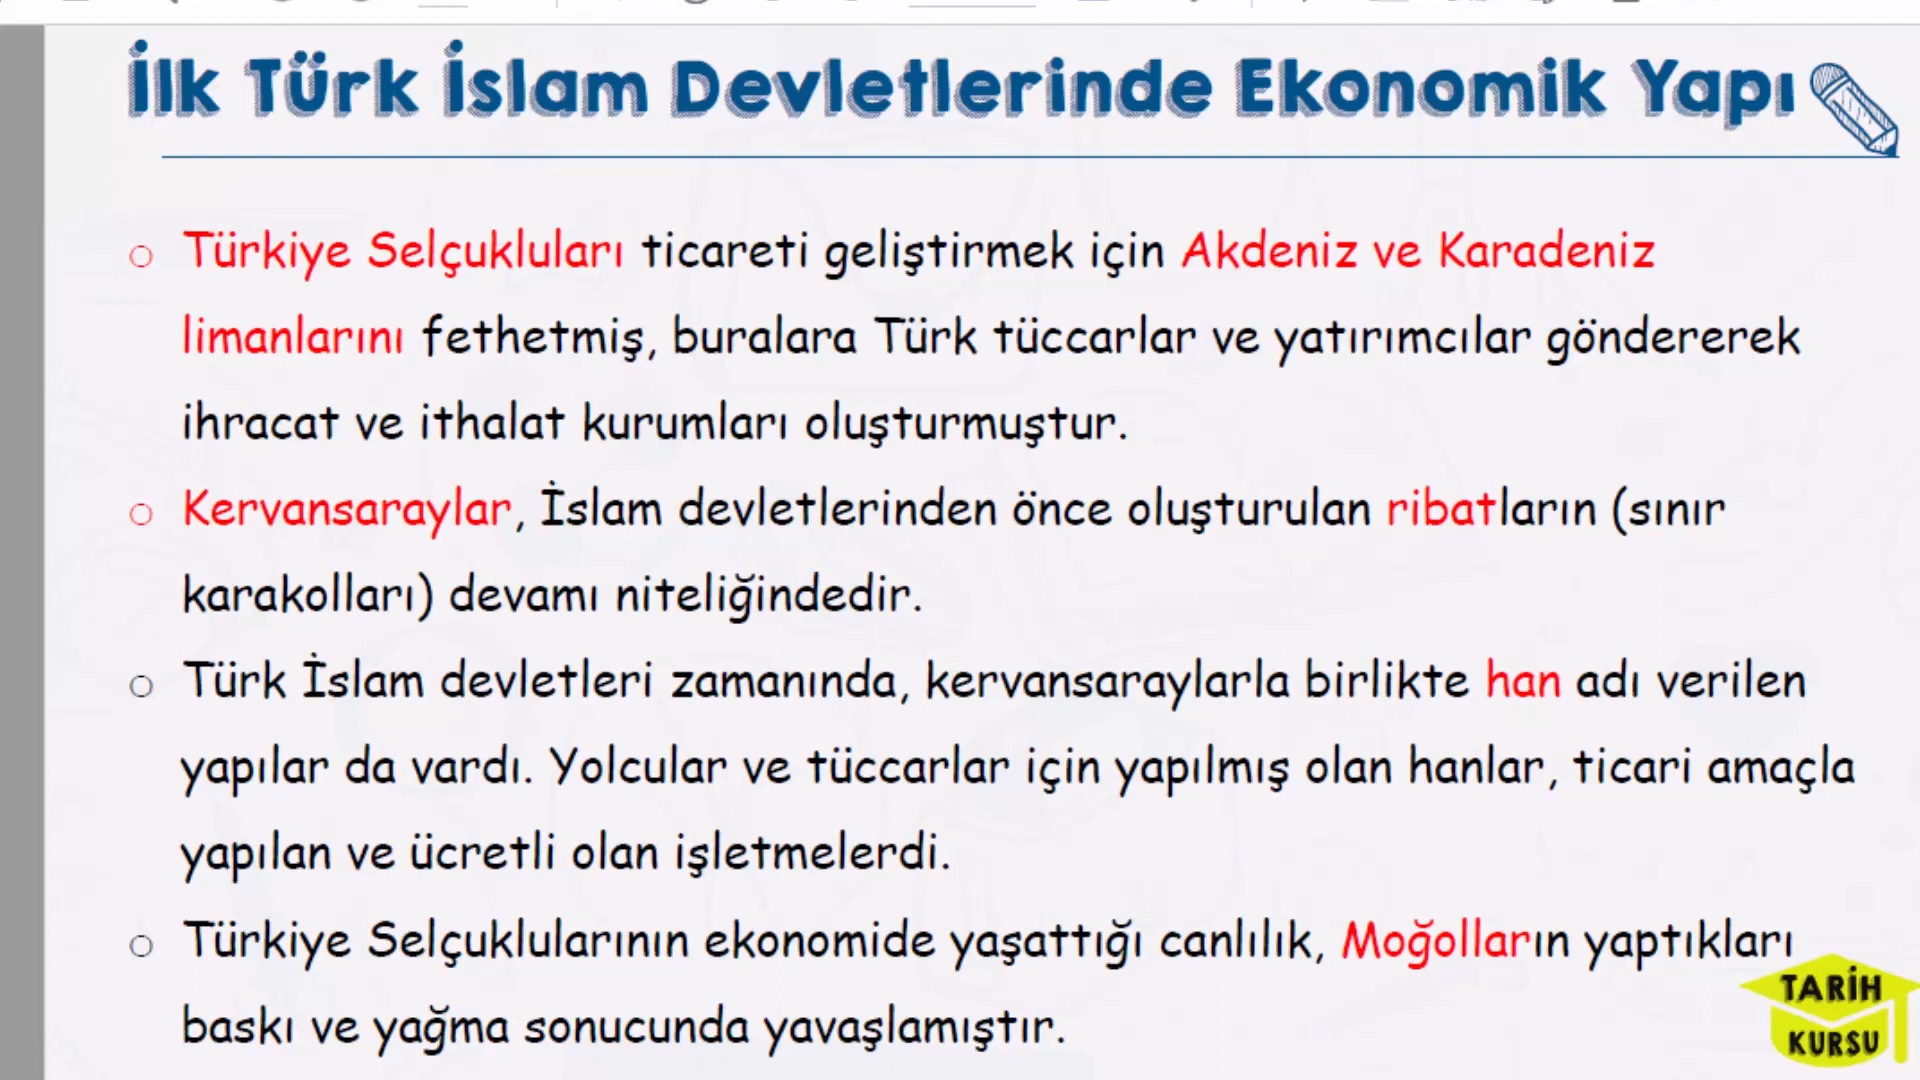 İlk Türk İslam Devletlerinde Ekonomik Yapı
o Türkiye Selçukluları ticareti geliştirmek için Akdeniz ve Karadeniz
limanlarını fethetmiş, buralara Türk tüccarlar ve yatırımcılar göndererek
ihracat ve ithalat kurumları oluşturmuştur.
o Kervansaraylar, İslam devletlerinden önce oluşturulan ribatların (sınır
karakolları) devamı niteliğindedir.
o Türk İslam devletleri zamanında, kervansaraylarla birlikte han adı verilen
yapılar da vardı. Yolcular ve tüccarlar için yapılmış olan hanlar, ticari amaçla
yapılan ve ücretli olan işletmelerdi.
o Türkiye Selçuklularının ekonomide yaşattığı canlılık, Moğolların yaptıkları
baskı ve yağma sonucunda yavaşlamıştır.
TARİH
KURSU